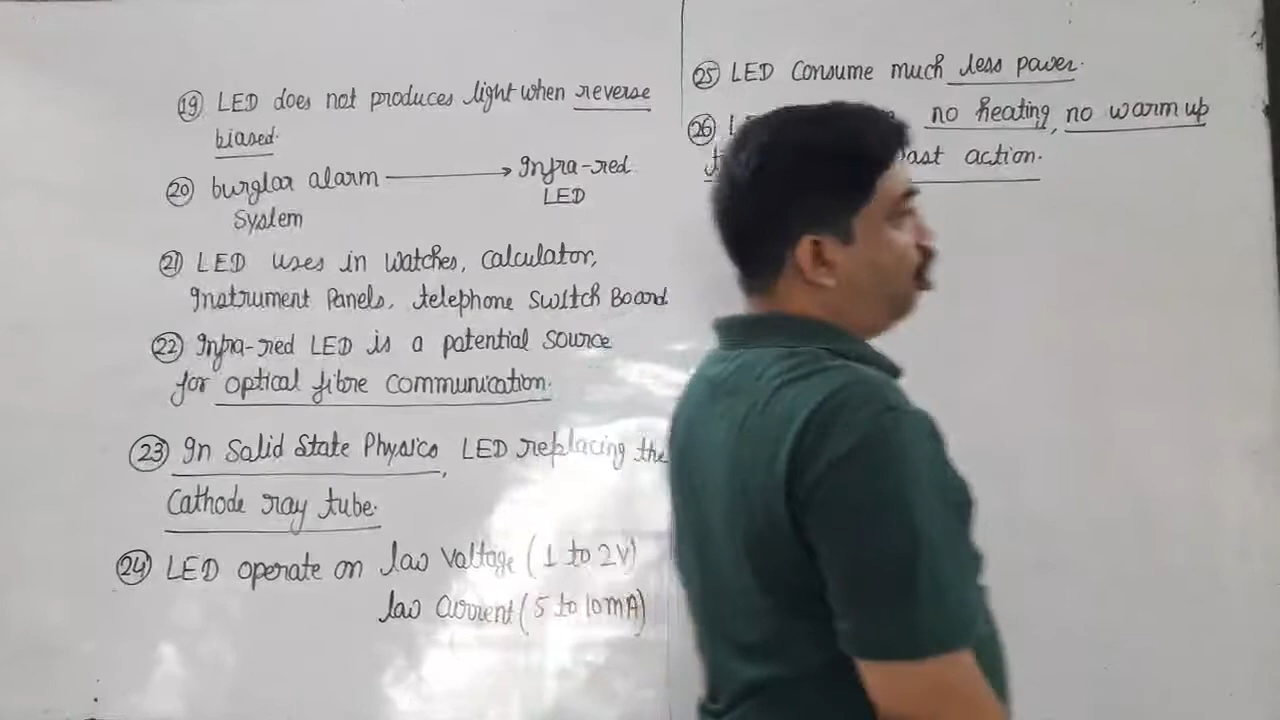 19 LED does not produces light when reverse
biased.
20 burglar alarm → Infra-red
System LED
21 LED uses in watches, calculator,
Instrument Panels, telephone Switch Board
22 Infra-red LED is a potential source
for optical fibre communication.
23 In Solid State Physics, LED replacing the
Cathode ray tube.
24 LED operate on low voltage (1 to 2V)
low current (5 to 10mA)
25 LED Consume much less power.
26 no heating, no warm up
action.